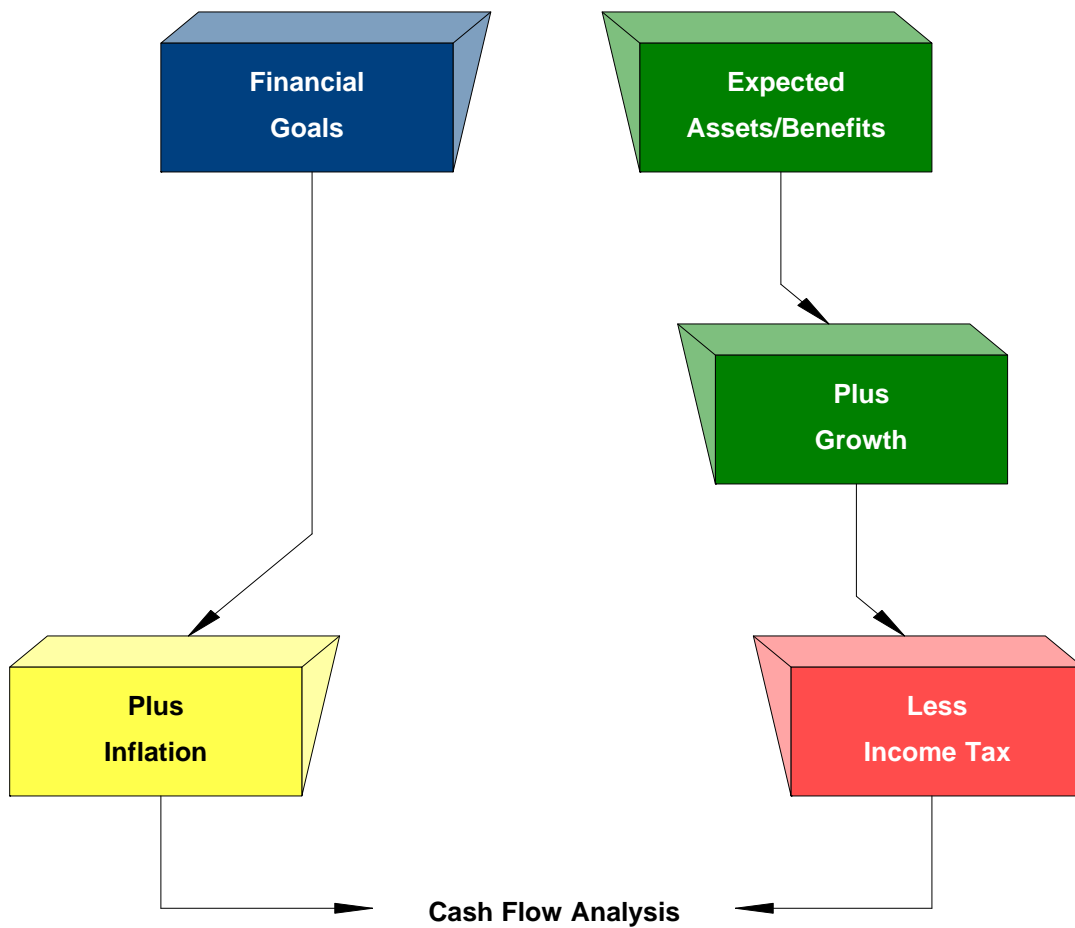 Financial
Goals
Expected
Assets/Benefits
Plus
Growth
Plus
Inflation
Less
Income Tax
Cash Flow Analysis